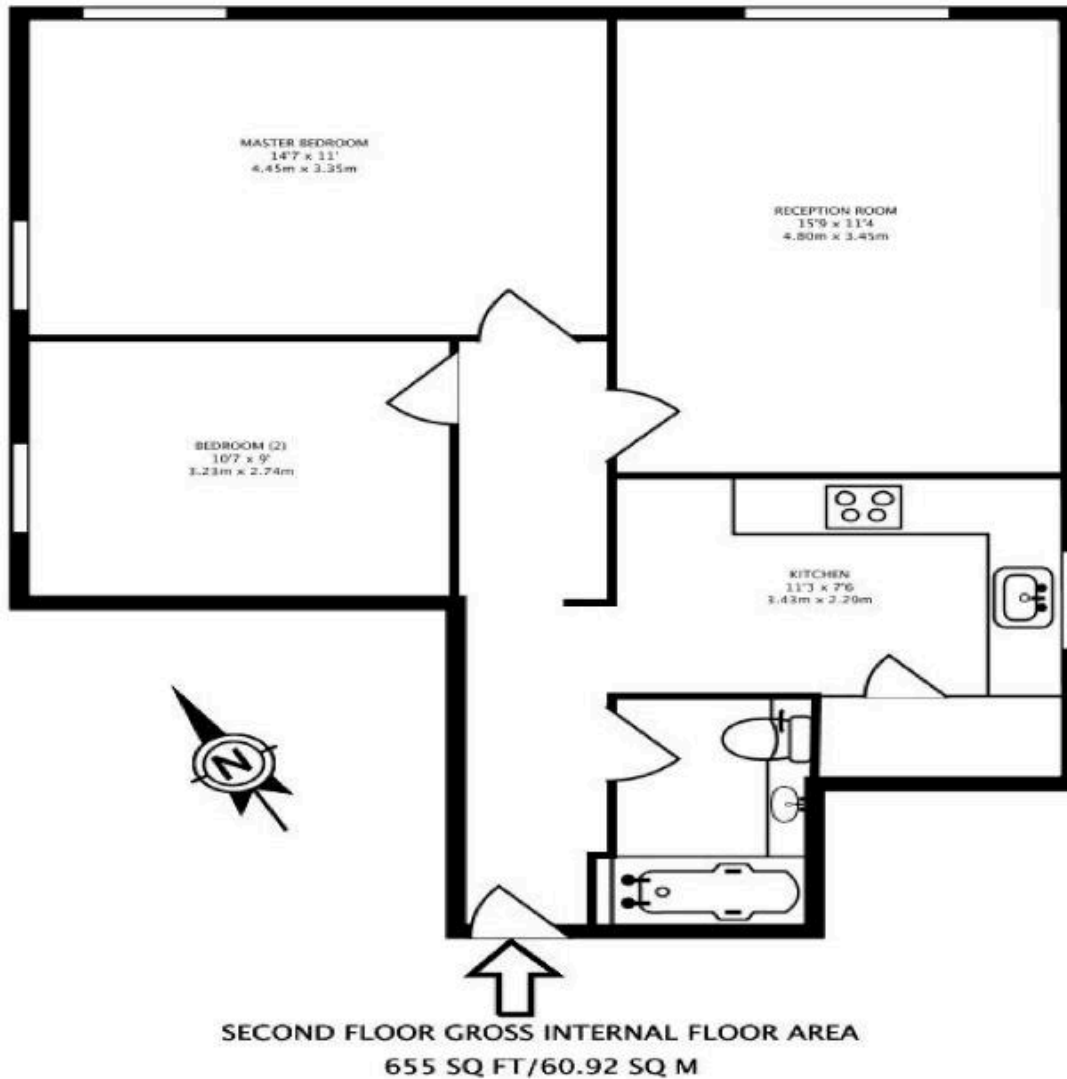 MASTER BEDROOM
14'7 x 11'
4.45m x 3.35m
RECEPTION ROOM
15'9 x 11'4
4.80m x 3.45m
BEDROOM (2)
10'7 x 9'
3.23m x 2.74m
KITCHEN
11'3 x 7'6
3.43m x 2.29m
N
SECOND FLOOR GROSS INTERNAL FLOOR AREA
655 SQ FT/60.92 SQ M